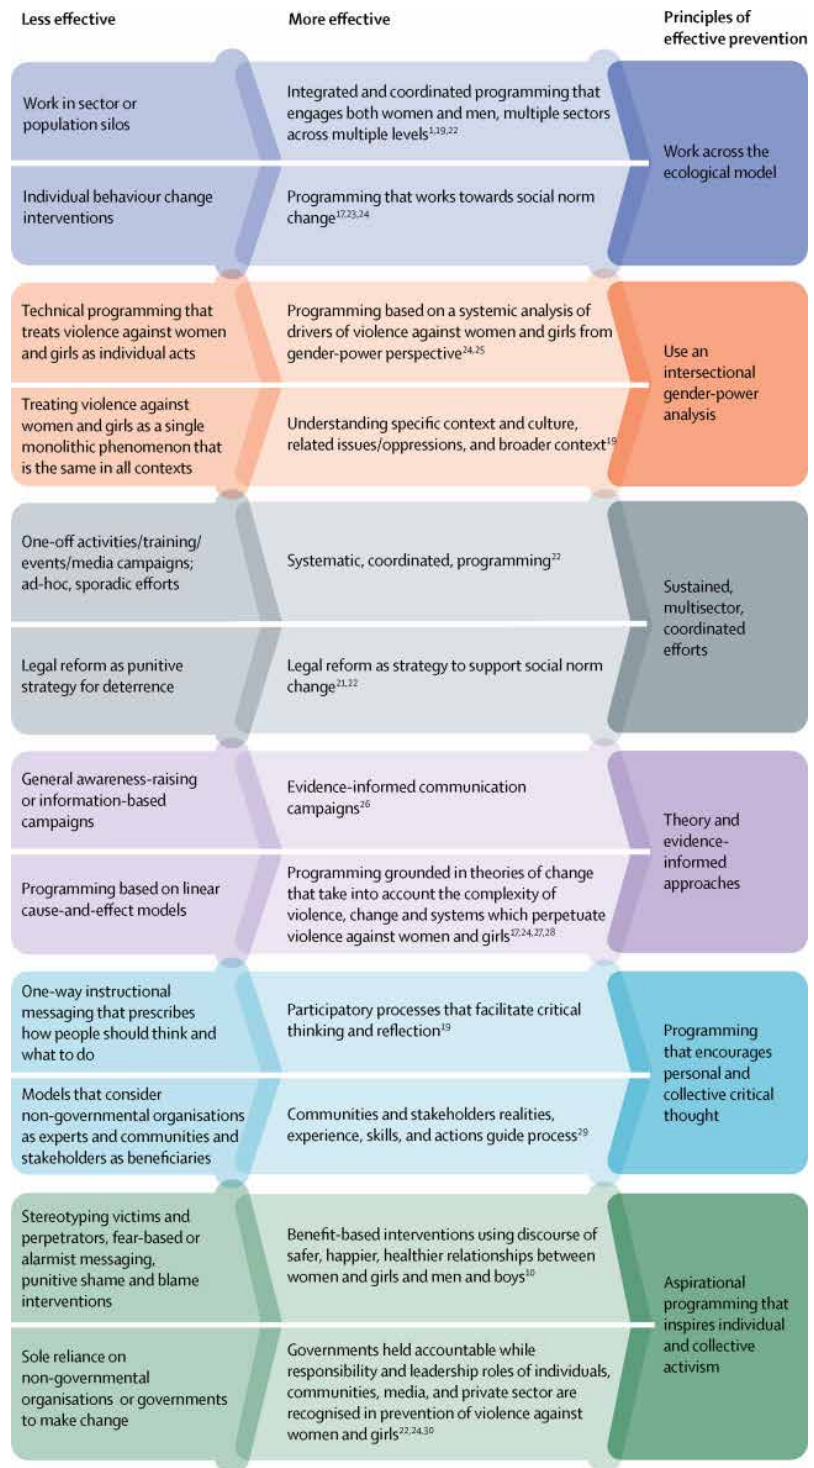 Less effective
More effective
Principles of
effective prevention
Work in sector or
population silos
Integrated and coordinated programming that
engages both women and men, multiple sectors
across multiple levels1,19,22
Individual behaviour change
interventions
Programming that works towards social norm
change17,23,24
Work across the
ecological model
Technical programming that
treats violence against women
and girls as individual acts
Programming based on a systemic analysis of
drivers of violence against women and girls from
gender-power perspective24,25
Treating violence against
women and girls as a single
monolithic phenomenon that
is the same in all contexts
Understanding specific context and culture,
related issues/oppressions, and broader context19
Use an
intersectional
gender-power
analysis
One-off activities/training/
events/media campaigns;
ad-hoc, sporadic efforts
Systematic, coordinated, programming22
Legal reform as punitive
strategy for deterrence
Legal reform as strategy to support social norm
change21,22
Sustained,
multisector,
coordinated
efforts
General awareness-raising
or information-based
campaigns
Evidence-informed communication
campaigns26
Programming based on linear
cause-and-effect models
Programming grounded in theories of change
that take into account the complexity of
violence, change and systems which perpetuate
violence against women and girls17,24,27,28
Theory and
evidence-
informed
approaches
One-way instructional
messaging that prescribes
how people should think and
what to do
Participatory processes that facilitate critical
thinking and reflection19
Models that consider
non-governmental organisations
as experts and communities and
stakeholders as beneficiaries
Communities and stakeholders realities,
experience, skills, and actions guide process29
Programming
that encourages
personal and
collective critical
thought
Stereotyping victims and
perpetrators, fear-based or
alarmist messaging,
punitive shame and blame
interventions
Benefit-based interventions using discourse of
safer, happier, healthier relationships between
women and girls and men and boys10
Sole reliance on
non-governmental
organisations or governments
to make change
Governments held accountable while
responsibility and leadership roles of individuals,
communities, media, and private sector are
recognised in prevention of violence against
women and girls22,24,30
Aspirational
programming that
inspires individual
and collective
activism